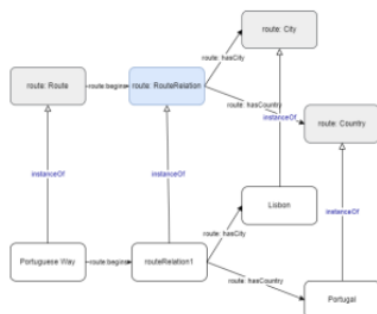 route: City
route: hasCity
route: Route
route:begins
route: RouteRelation
route: hasCountry
instanceOf
route: Country
instanceOf
instanceOf
instanceOf
Lisbon
route: hasCity
Portuguese Way
route:begins
routeRelation1
route: hasCountry
Portugal